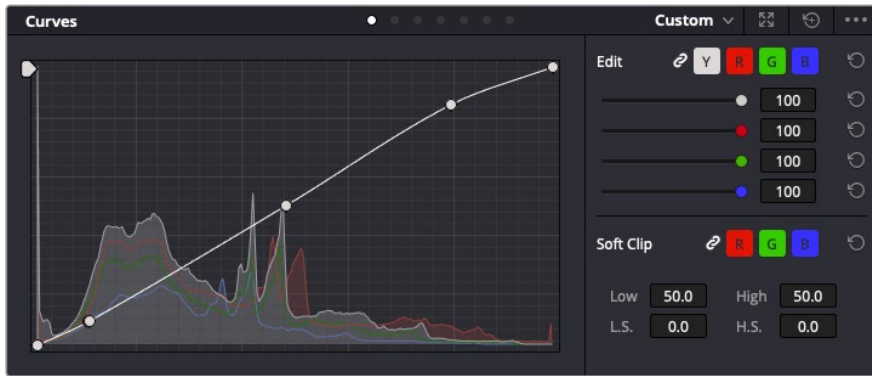 Curves Custom
Edit Y R G B
100
100
100
100
Soft Clip R G B
Low 50.0 High 50.0
L.S. 0.0 H.S. 0.0